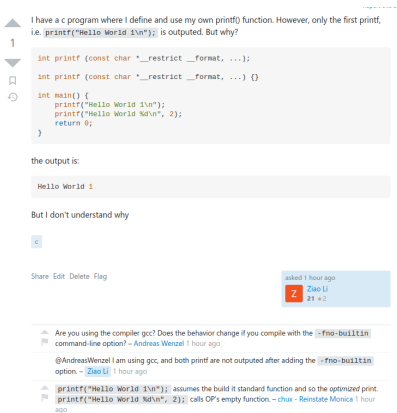 I have a c program where I define and use my own printf() function. However, only the first printf,
i.e. printf("Hello World 1\n"); is outputed. But why?
1
int printf (const char *__restrict __format, ...);
int printf (const char *__restrict __format, ...) {}
int main() {
    printf("Hello World 1\n");
    printf("Hello World %d\n", 2);
    return 0;
}
the output is:
Hello World 1
But I don't understand why
c
Share Edit Delete Flag
asked 1 hour ago
Z
Ziao Li
21 2
Are you using the compiler gcc? Does the behavior change if you compile with the -fno-builtin
command-line option? – Andreas Wenzel 1 hour ago
@AndreasWenzel I am using gcc, and both printf are not outputed after adding the -fno-builtin
option. – Ziao Li 1 hour ago
printf("Hello World 1\n"); assumes the build it standard function and so the optimized print.
printf("Hello World %d\n", 2); calls OP's empty function. – chux - Reinstate Monica 1 hour
ago